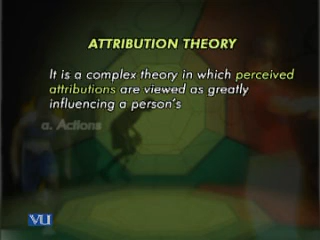 ATTRIBUTION THEORY
It is a complex theory in which perceived
attributions are viewed as greatly
influencing a person's
a. Actions
VU